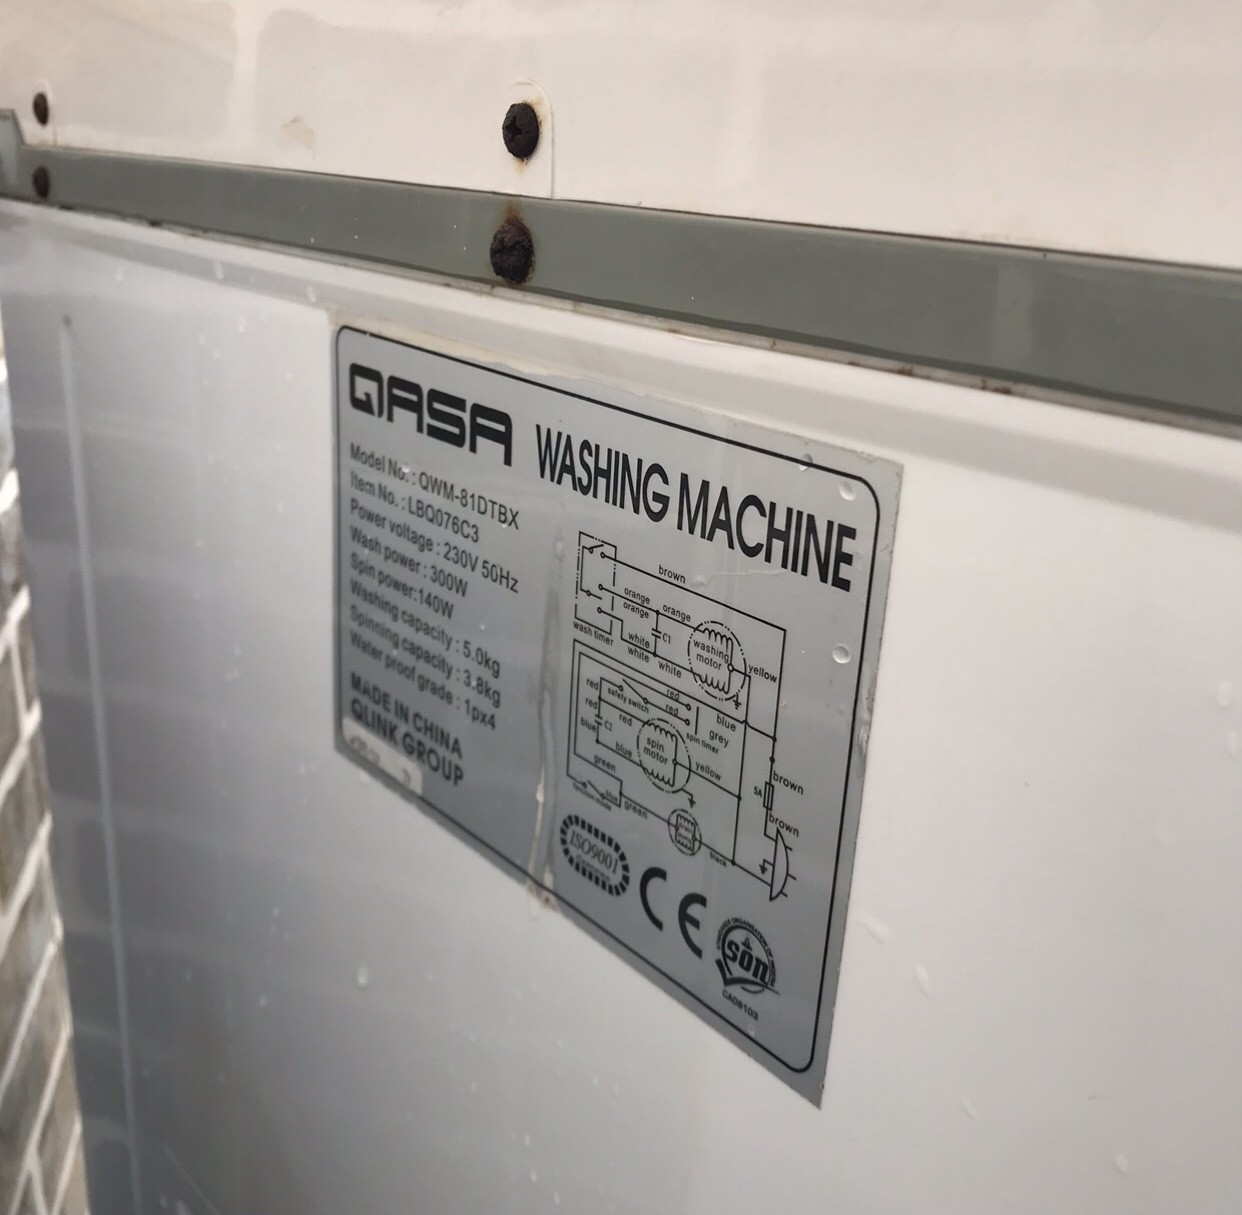 QASA WASHING MACHINE
Model No. : QWM-81DTBX
Item No. : LBQ076C3
Power voltage : 230V 50Hz
Wash power : 300W
Spin power:140W
Washing capacity : 5.0kg
Spinning capacity : 3.8kg
Water proof grade : 1px4
MADE IN CHINA
QLINK GROUP
brown
orange
orange orange
C1
wash timer
white
white white
washing motor
yellow
red
safety switch
red
red
red red
C2
blue
blue
grey
spin timer
spin motor
blue
yellow
green
green
black
5A
brown
brown
ISO9001
CE
SON